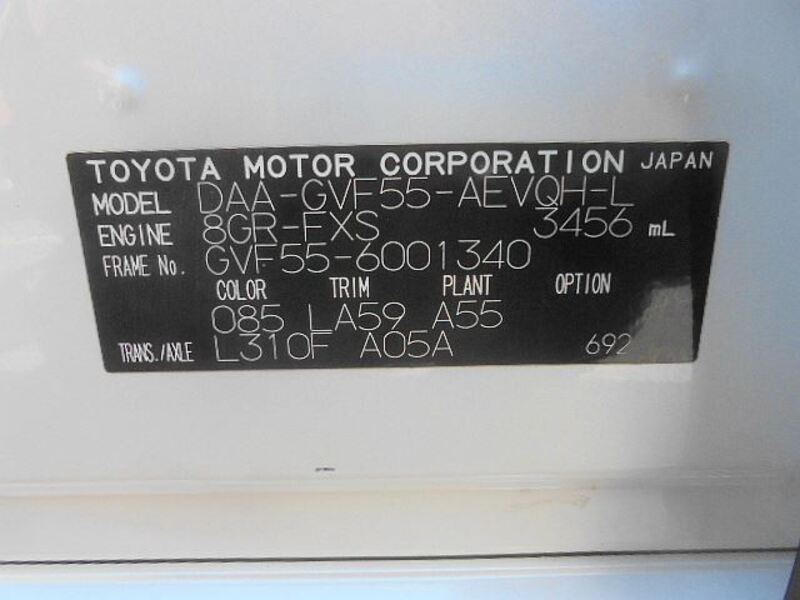 TOYOTA MOTOR CORPORATION JAPAN
MODEL DAA-GVF55-AEVQH-L
ENGINE 8GR-FXS 3456 mL
FRAME No. GVF55-6001340
COLOR TRIM PLANT OPTION
085 LA59 A55
TRANS./AXLE L310F A05A 692